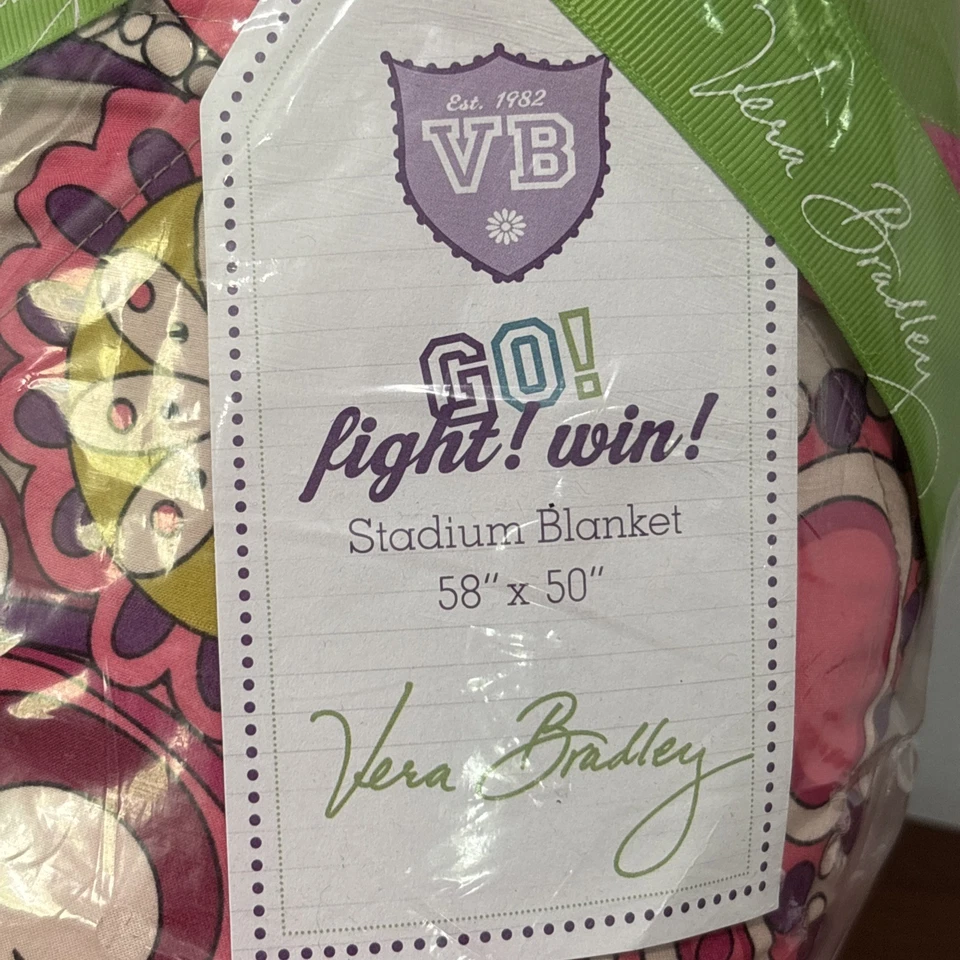 Est. 1982
VB
GO!
fight! win!
Stadium Blanket
58" x 50"
Vera Bradley
Vera Bradley